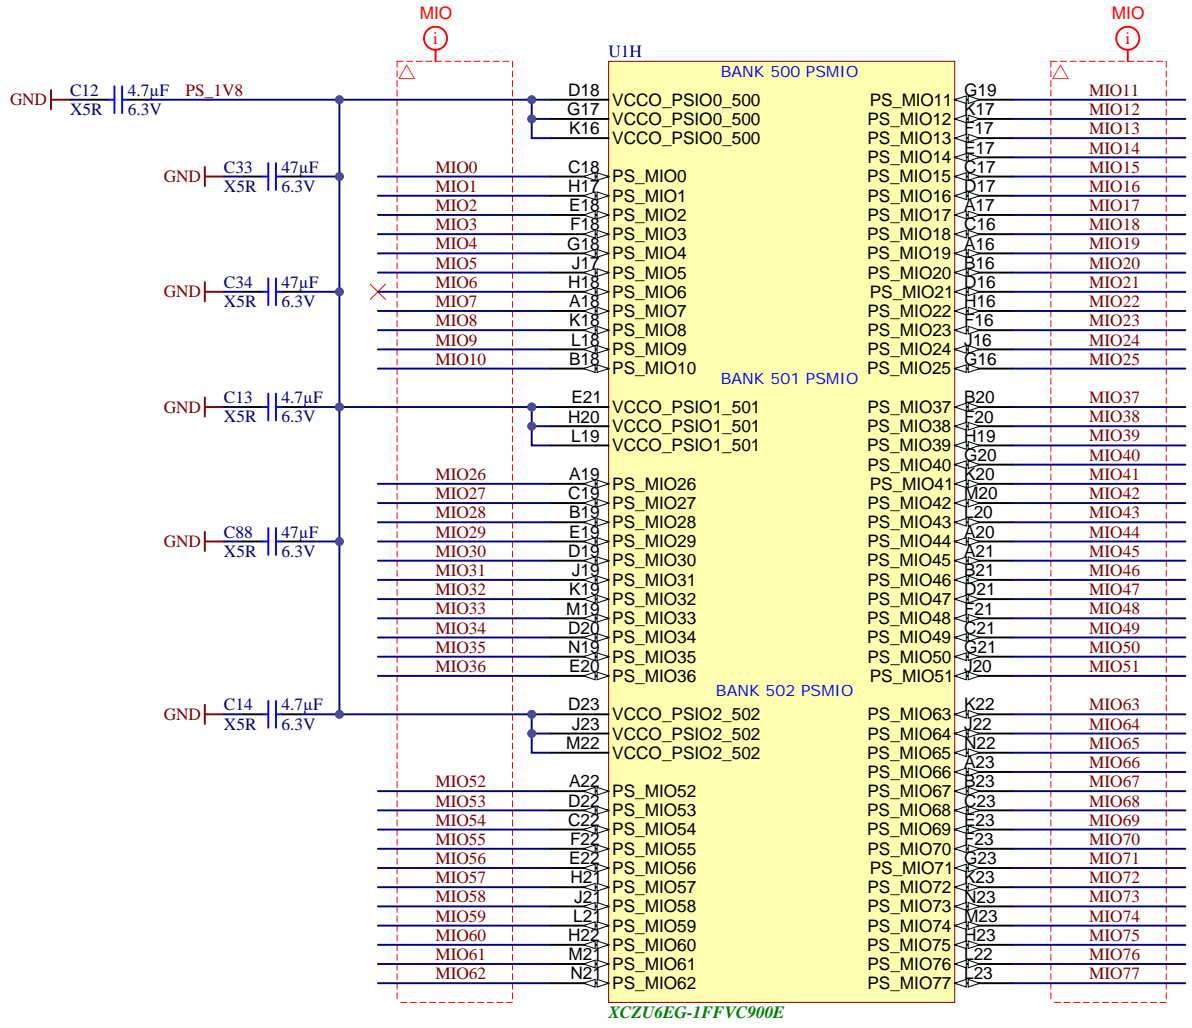 MIO
i
MIO
i
U1H
BANK 500 PSMIO
GND C12 4.7µF PS_1V8 D18 VCCO_PSIO0_500 PS_MIO11 G19 MIO11
X5R 6.3V G17 VCCO_PSIO0_500 PS_MIO12 K17 MIO12
K16 VCCO_PSIO0_500 PS_MIO13 F17 MIO13
PS_MIO14 E17 MIO14
GND C33 47µF MIO0 C18 PS_MIO0 PS_MIO15 C17 MIO15
X5R 6.3V MIO1 H17 PS_MIO1 PS_MIO16 D17 MIO16
MIO2 E18 PS_MIO2 PS_MIO17 A17 MIO17
MIO3 F18 PS_MIO3 PS_MIO18 C16 MIO18
MIO4 G18 PS_MIO4 PS_MIO19 A16 MIO19
MIO5 J17 PS_MIO5 PS_MIO20 B16 MIO20
GND C34 47µF MIO6 H18 PS_MIO6 PS_MIO21 D16 MIO21
X5R 6.3V MIO7 A18 PS_MIO7 PS_MIO22 H16 MIO22
MIO8 K18 PS_MIO8 PS_MIO23 F16 MIO23
MIO9 L18 PS_MIO9 PS_MIO24 J16 MIO24
MIO10 B18 PS_MIO10 PS_MIO25 G16 MIO25
BANK 501 PSMIO
GND C13 4.7µF E21 VCCO_PSIO1_501 PS_MIO37 B20 MIO37
X5R 6.3V H20 VCCO_PSIO1_501 PS_MIO38 F20 MIO38
L19 VCCO_PSIO1_501 PS_MIO39 H19 MIO39
PS_MIO40 G20 MIO40
MIO26 A19 PS_MIO26 PS_MIO41 K20 MIO41
MIO27 C19 PS_MIO27 PS_MIO42 M20 MIO42
MIO28 B19 PS_MIO28 PS_MIO43 L20 MIO43
GND C88 47µF MIO29 E19 PS_MIO29 PS_MIO44 A20 MIO44
X5R 6.3V MIO30 D19 PS_MIO30 PS_MIO45 A21 MIO45
MIO31 J19 PS_MIO31 PS_MIO46 B21 MIO46
MIO32 K19 PS_MIO32 PS_MIO47 D21 MIO47
MIO33 M19 PS_MIO33 PS_MIO48 F21 MIO48
MIO34 D20 PS_MIO34 PS_MIO49 C21 MIO49
MIO35 N19 PS_MIO35 PS_MIO50 G21 MIO50
MIO36 E20 PS_MIO36 PS_MIO51 J20 MIO51
BANK 502 PSMIO
GND C14 4.7µF D23 VCCO_PSIO2_502 PS_MIO63 K22 MIO63
X5R 6.3V J23 VCCO_PSIO2_502 PS_MIO64 J22 MIO64
M22 VCCO_PSIO2_502 PS_MIO65 N22 MIO65
PS_MIO66 A23 MIO66
MIO52 A22 PS_MIO52 PS_MIO67 B23 MIO67
MIO53 D22 PS_MIO53 PS_MIO68 C23 MIO68
MIO54 C22 PS_MIO54 PS_MIO69 E23 MIO69
MIO55 F22 PS_MIO55 PS_MIO70 F23 MIO70
MIO56 E22 PS_MIO56 PS_MIO71 G23 MIO71
MIO57 H21 PS_MIO57 PS_MIO72 K23 MIO72
MIO58 J21 PS_MIO58 PS_MIO73 N23 MIO73
MIO59 L21 PS_MIO59 PS_MIO74 M23 MIO74
MIO60 H22 PS_MIO60 PS_MIO75 H23 MIO75
MIO61 M21 PS_MIO61 PS_MIO76 L22 MIO76
MIO62 N21 PS_MIO62 PS_MIO77 L23 MIO77
XCZU6EG-1FFVC900E